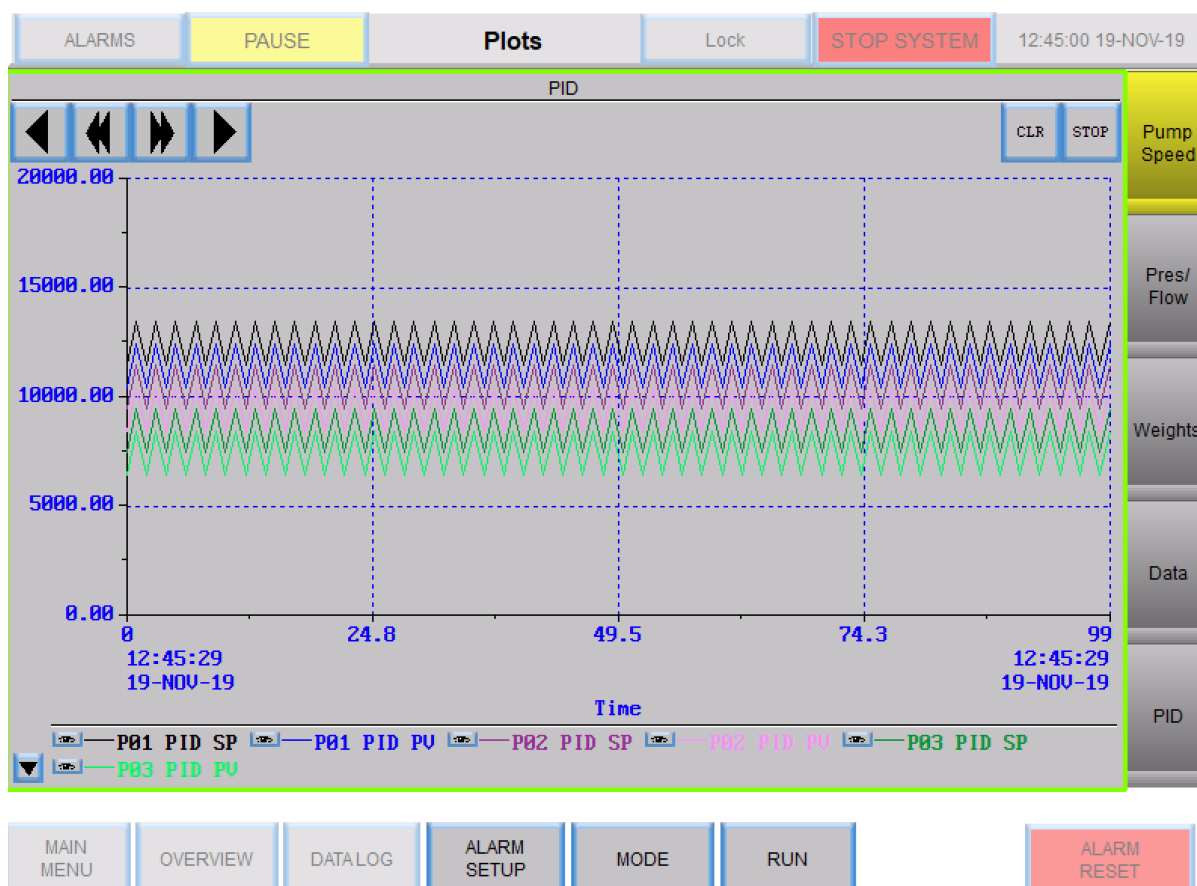 ALARMS PAUSE Plots Lock STOP SYSTEM 12:45:00 19-NOV-19
PID
CLR STOP
Pump
Speed
20000.00
15000.00
10000.00
5000.00
0.00
0 24.8 49.5 74.3 99
12:45:29 12:45:29
19-NOV-19 19-NOV-19
Time
P01 PID SP P01 PID PV P02 PID SP P02 PID PV P03 PID SP
P03 PID PV
Pres/
Flow
Weights
Data
PID
MAIN
MENU
OVERVIEW
DATALOG
ALARM
SETUP
MODE
RUN
ALARM
RESET